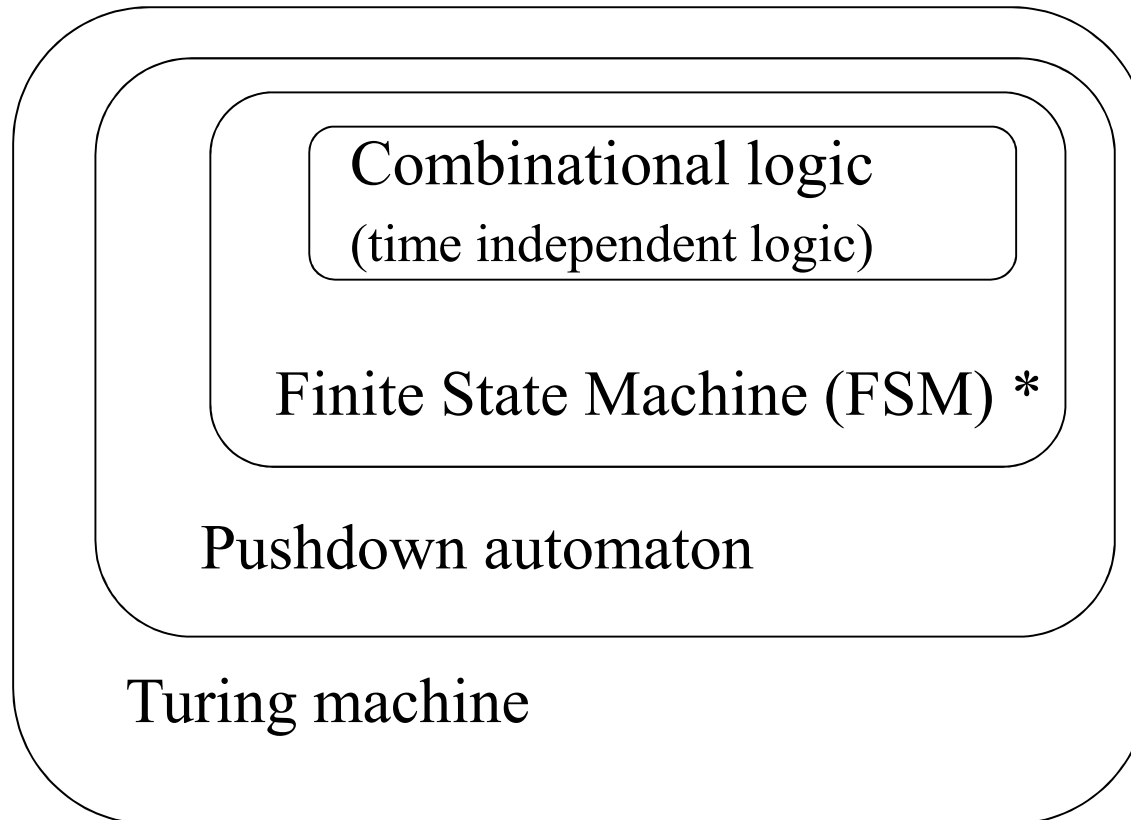 Combinational logic
(time independent logic)
Finite State Machine (FSM) *
Pushdown automaton
Turing machine